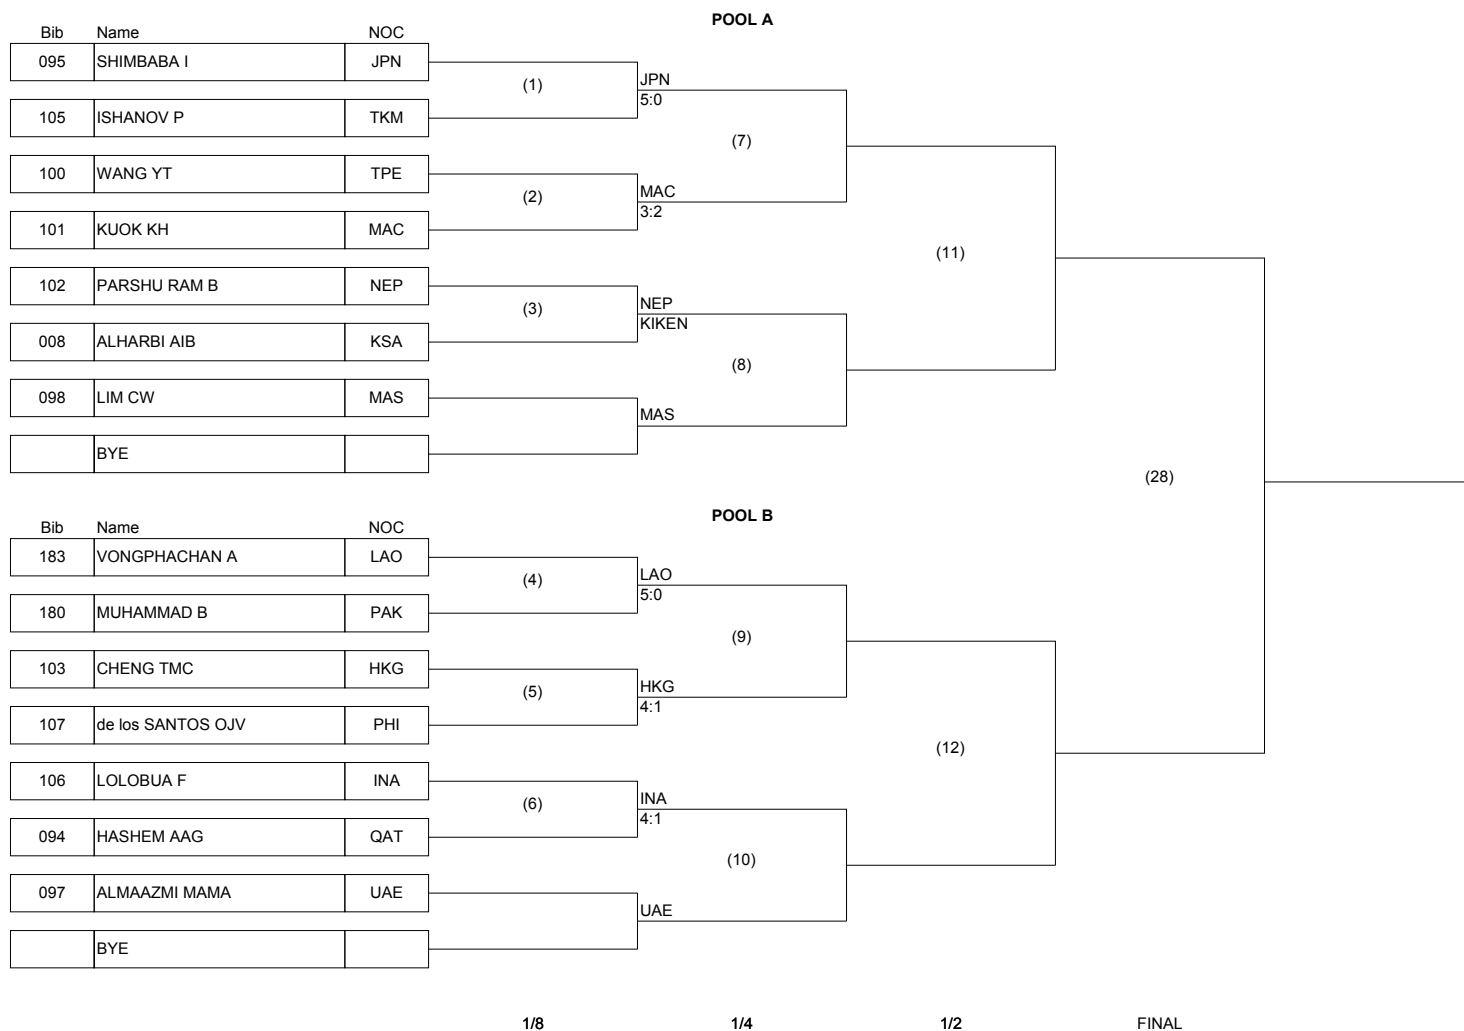 POOL A
Bib Name NOC
095 SHIMBABA I JPN
(1)
JPN
5:0
105 ISHANOV P TKM
(7)
100 WANG YT TPE
(2)
MAC
3:2
101 KUOK KH MAC
(11)
102 PARSHU RAM B NEP
(3)
NEP
KIKEN
008 ALHARBI AIB KSA
(8)
098 LIM CW MAS
MAS
BYE
(28)
POOL B
Bib Name NOC
183 VONGPHACHAN A LAO
(4)
LAO
5:0
180 MUHAMMAD B PAK
(9)
103 CHENG TMC HKG
(5)
HKG
4:1
107 de los SANTOS OJV PHI
(12)
106 LOLOBUA F INA
(6)
INA
4:1
094 HASHEM AAG QAT
(10)
097 ALMAAZMI MAMA UAE
UAE
BYE
1/8 1/4 1/2 FINAL